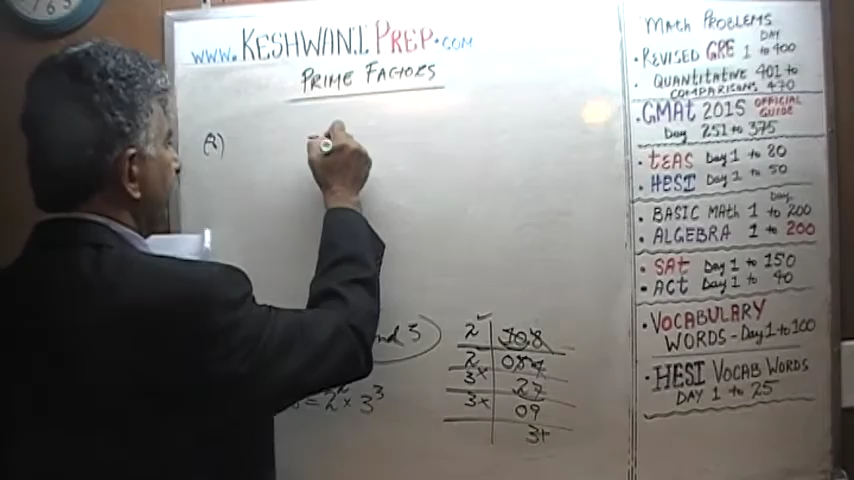 www.KESHWANI PREP.COM
PRIME FACTORS
(2)
and 3
= 2² × 3³
2 108
2
3 27
3 09
3
MATH PROBLEMS
DAY
• REVISED GRE 1 to 400
• QUANTITATIVE 401 to
COMPARISONS 470
• GMAT 2015 OFFICIAL GUIDE
Day 251 to 375
• TEAS Day 1 to 80
• HESI Day 1 to 50
Day
• BASIC MATH 1 to 200
• ALGEBRA 1 to 200
• SAT Day 1 to 150
• ACT Day 1 to 40
• VOCABULARY
WORDS - Day 1 to 100
• HESI VOCAB WORDS
DAY 1 to 25